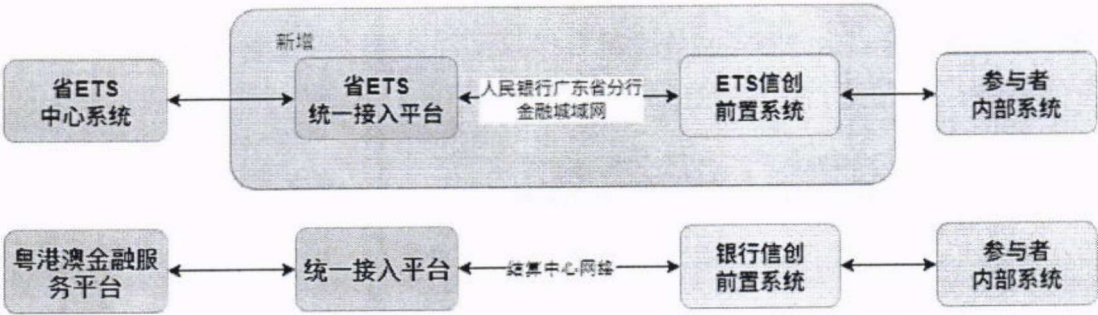 新增
省ETS
中心系统
省ETS
统一接入平台
人民银行广东省分行
金融城域网
ETS信创
前置系统
参与者
内部系统
粤港澳金融服
务平台
统一接入平台
结算中心网络
银行信创
前置系统
参与者
内部系统